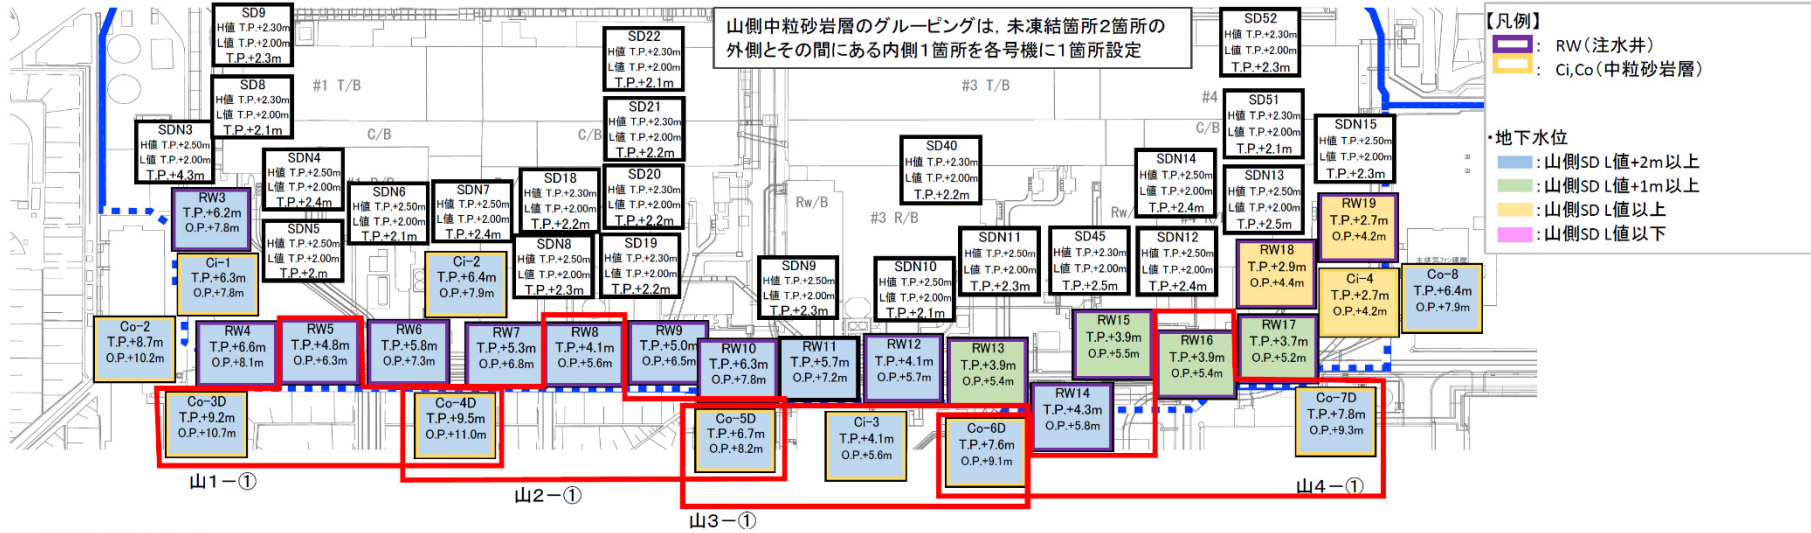 山側中粒砂岩層のグルーピングは，未凍結箇所2箇所の
外側とその間にある内側1箇所を各号機に1箇所設定
【凡例】
： RW（注水井）
： Ci,Co（中粒砂岩層）
・地下水位
：山側SD L値+2m以上
：山側SD L値+1m以上
：山側SD L値以上
：山側SD L値以下
SD9
H値 T.P.+2.30m
L値 T.P.+2.00m
T.P.+2.3m
SD8
H値 T.P.+2.30m
L値 T.P.+2.00m
T.P.+2.1m
SDN3
H値 T.P.+2.50m
L値 T.P.+2.00m
T.P.+4.3m
SDN4
H値 T.P.+2.50m
L値 T.P.+2.00m
T.P.+2.4m
SDN5
H値 T.P.+2.50m
L値 T.P.+2.00m
T.P.+2.m
SDN6
H値 T.P.+2.50m
L値 T.P.+2.00m
T.P.+2.1m
SDN7
H値 T.P.+2.50m
L値 T.P.+2.00m
T.P.+2.4m
SD18
H値 T.P.+2.30m
L値 T.P.+2.00m
T.P.+2.2m
SDN8
H値 T.P.+2.50m
L値 T.P.+2.00m
T.P.+2.3m
SD22
H値 T.P.+2.30m
L値 T.P.+2.00m
T.P.+2.1m
SD21
H値 T.P.+2.30m
L値 T.P.+2.00m
T.P.+2.2m
SD20
H値 T.P.+2.30m
L値 T.P.+2.00m
T.P.+2.2m
SD19
H値 T.P.+2.30m
L値 T.P.+2.00m
T.P.+2.2m
SDN9
H値 T.P.+2.50m
L値 T.P.+2.00m
T.P.+2.3m
SD40
H値 T.P.+2.30m
L値 T.P.+2.00m
T.P.+2.2m
SDN10
H値 T.P.+2.50m
L値 T.P.+2.00m
T.P.+2.1m
SDN11
H値 T.P.+2.50m
L値 T.P.+2.00m
T.P.+2.3m
SD45
H値 T.P.+2.30m
L値 T.P.+2.00m
T.P.+2.5m
SDN14
H値 T.P.+2.50m
L値 T.P.+2.00m
T.P.+2.4m
SDN12
H値 T.P.+2.50m
L値 T.P.+2.00m
T.P.+2.4m
SD52
H値 T.P.+2.30m
L値 T.P.+2.00m
T.P.+2.3m
SD51
H値 T.P.+2.30m
L値 T.P.+2.00m
T.P.+2.1m
SDN13
H値 T.P.+2.50m
L値 T.P.+2.00m
T.P.+2.5m
SDN15
H値 T.P.+2.50m
L値 T.P.+2.00m
T.P.+2.3m
#1 T/B
C/B
C/B
#3 T/B
Rw/B
#3 R/B
#4
C/B
Rw/
RW3
T.P.+6.2m
O.P.+7.8m
Ci-1
T.P.+6.3m
O.P.+7.8m
Ci-2
T.P.+6.4m
O.P.+7.9m
Co-2
T.P.+8.7m
O.P.+10.2m
RW4
T.P.+6.6m
O.P.+8.1m
RW5
T.P.+4.8m
O.P.+6.3m
RW6
T.P.+5.8m
O.P.+7.3m
RW7
T.P.+5.3m
O.P.+6.8m
RW8
T.P.+4.1m
O.P.+5.6m
RW9
T.P.+5.0m
O.P.+6.5m
RW10
T.P.+6.3m
O.P.+7.8m
RW11
T.P.+5.7m
O.P.+7.2m
RW12
T.P.+4.1m
O.P.+5.7m
RW13
T.P.+3.9m
O.P.+5.4m
RW14
T.P.+4.3m
O.P.+5.8m
RW15
T.P.+3.9m
O.P.+5.5m
RW16
T.P.+3.9m
O.P.+5.4m
RW17
T.P.+3.7m
O.P.+5.2m
RW18
T.P.+2.9m
O.P.+4.4m
RW19
T.P.+2.7m
O.P.+4.2m
Ci-4
T.P.+2.7m
O.P.+4.2m
Co-8
T.P.+6.4m
O.P.+7.9m
Co-3D
T.P.+9.2m
O.P.+10.7m
Co-4D
T.P.+9.5m
O.P.+11.0m
Co-5D
T.P.+6.7m
O.P.+8.2m
Ci-3
T.P.+4.1m
O.P.+5.6m
Co-6D
T.P.+7.6m
O.P.+9.1m
Co-7D
T.P.+7.8m
O.P.+9.3m
山1-①
山2-①
山3-①
山4-①